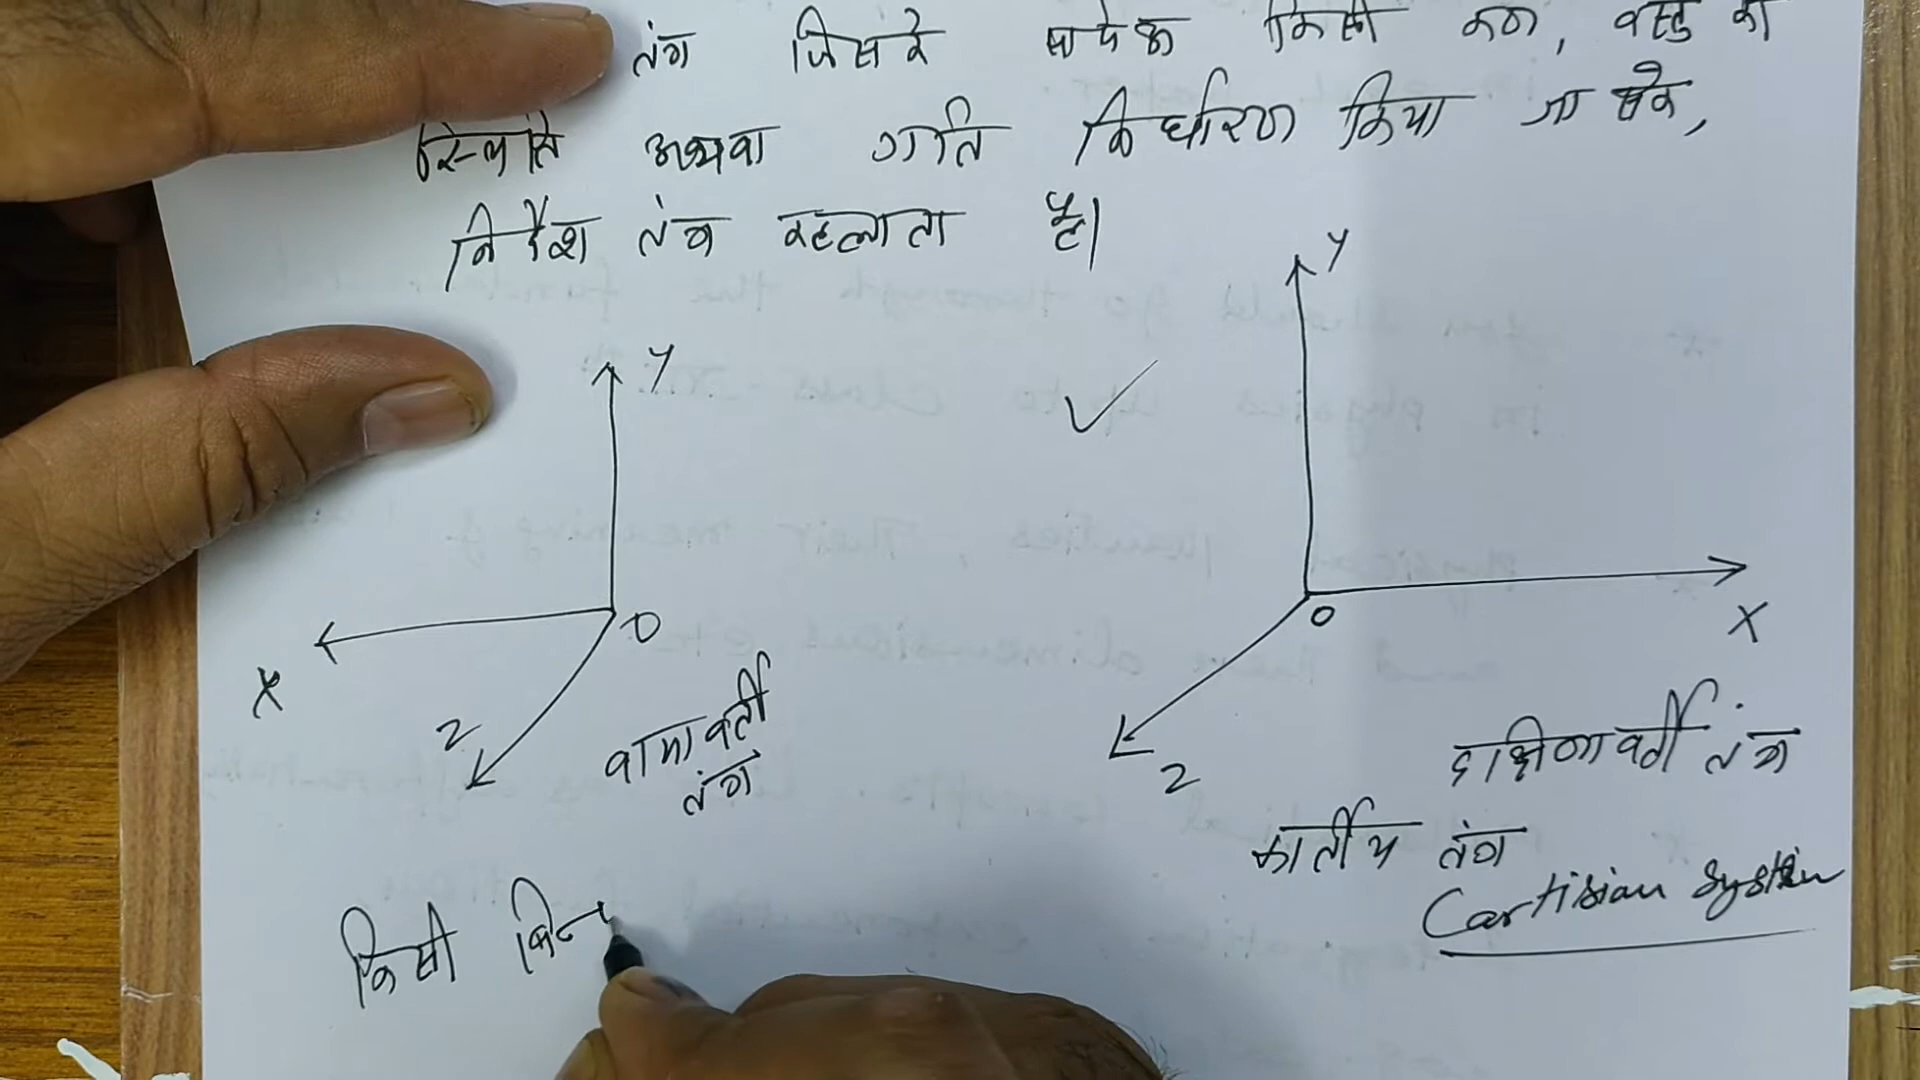 तंत्र जिसके सापेक्ष किसी कण, वस्तु की
स्थिति अथवा गति निर्धारण किया जा सके,
निर्देश तंत्र कहलाता है।
Y
X
O
Z
वामावर्ती
तंत्र
Y
O
X
Z
दक्षिणावर्ती तंत्र
कार्तीय तंत्र
Cartisian System
किसी